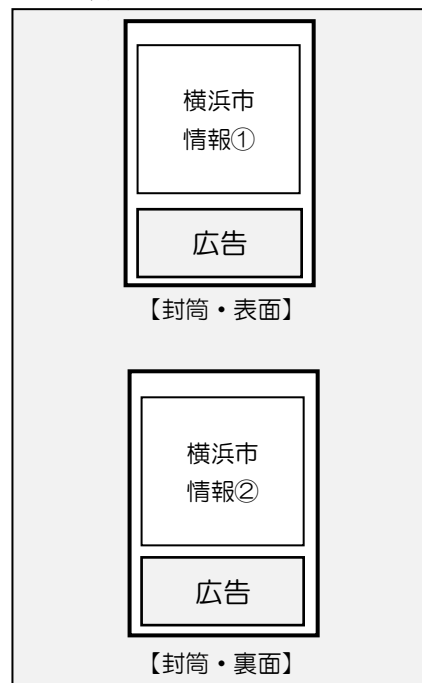 横浜市
情報①
広告
【封筒・表面】
横浜市
情報②
広告
【封筒・裏面】